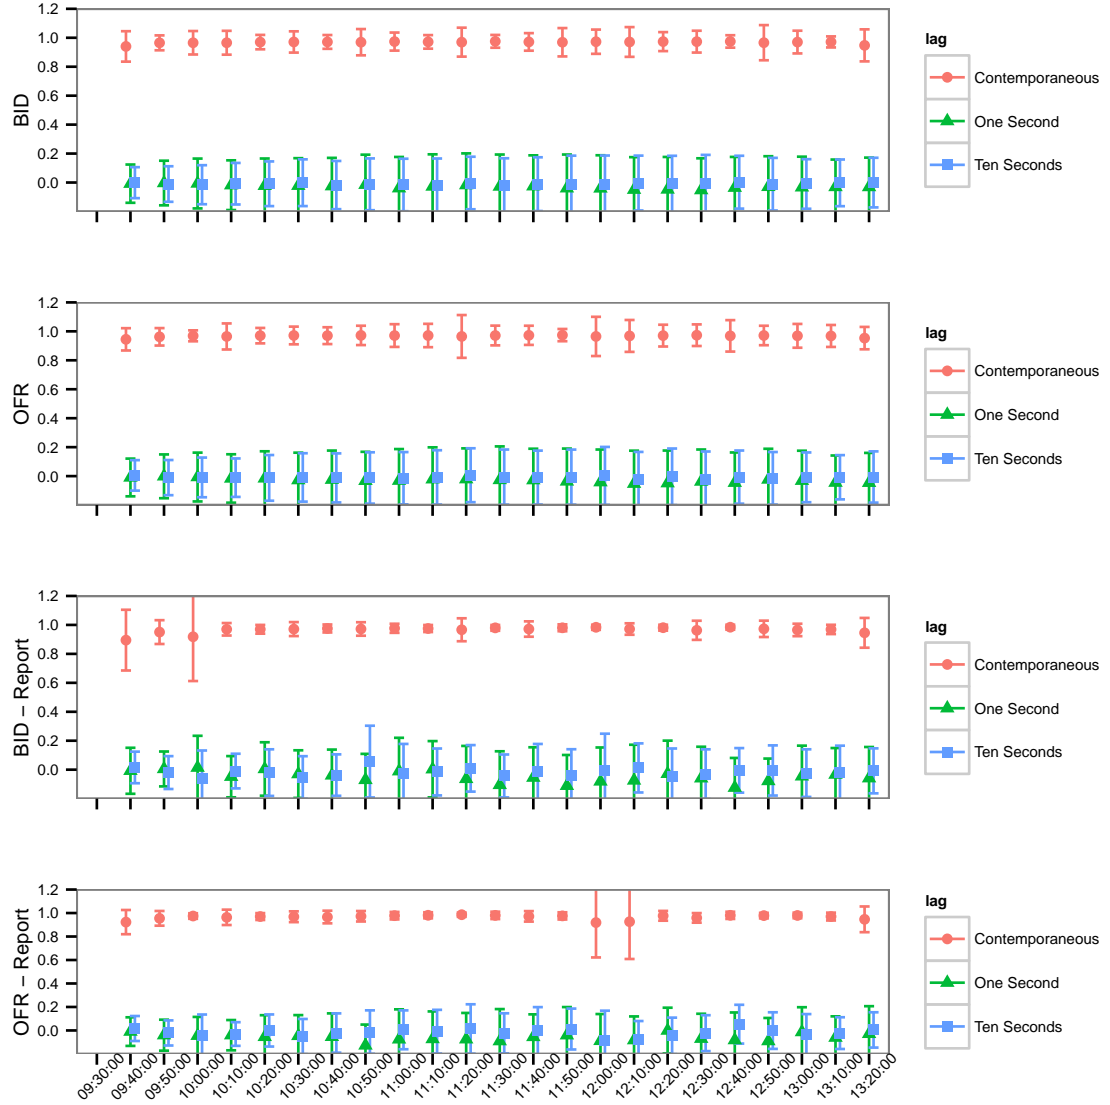 BID
1.2
1.0
0.8
0.6
0.4
0.2
0.0
lag
Contemporaneous
One Second
Ten Seconds
OFR
1.2
1.0
0.8
0.6
0.4
0.2
0.0
lag
Contemporaneous
One Second
Ten Seconds
BID − Report
1.2
1.0
0.8
0.6
0.4
0.2
0.0
lag
Contemporaneous
One Second
Ten Seconds
OFR − Report
1.2
1.0
0.8
0.6
0.4
0.2
0.0
lag
Contemporaneous
One Second
Ten Seconds
09:30:00
09:40:00
09:50:00
10:00:00
10:10:00
10:20:00
10:30:00
10:40:00
10:50:00
11:00:00
11:10:00
11:20:00
11:30:00
11:40:00
11:50:00
12:00:00
12:10:00
12:20:00
12:30:00
12:40:00
12:50:00
13:00:00
13:10:00
13:20:00